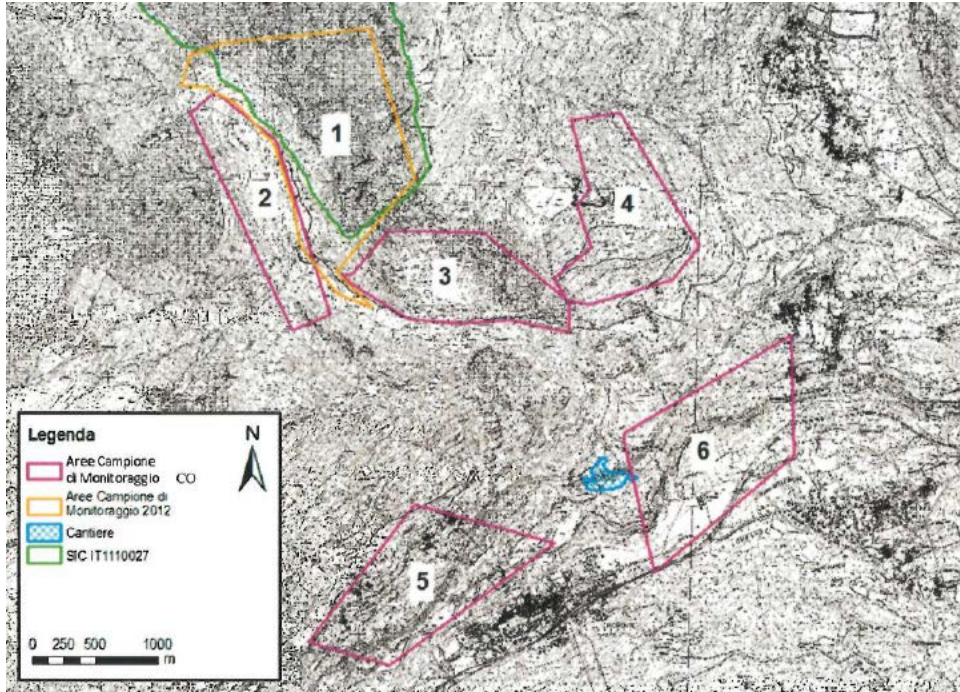 1
2
4
3
6
5
Legenda
N
Aree Campione
di Monitoraggio CO
Aree Campione di
Monitoraggio 2012
Cantiere
SIC IT1110027
0 250 500 1000
m